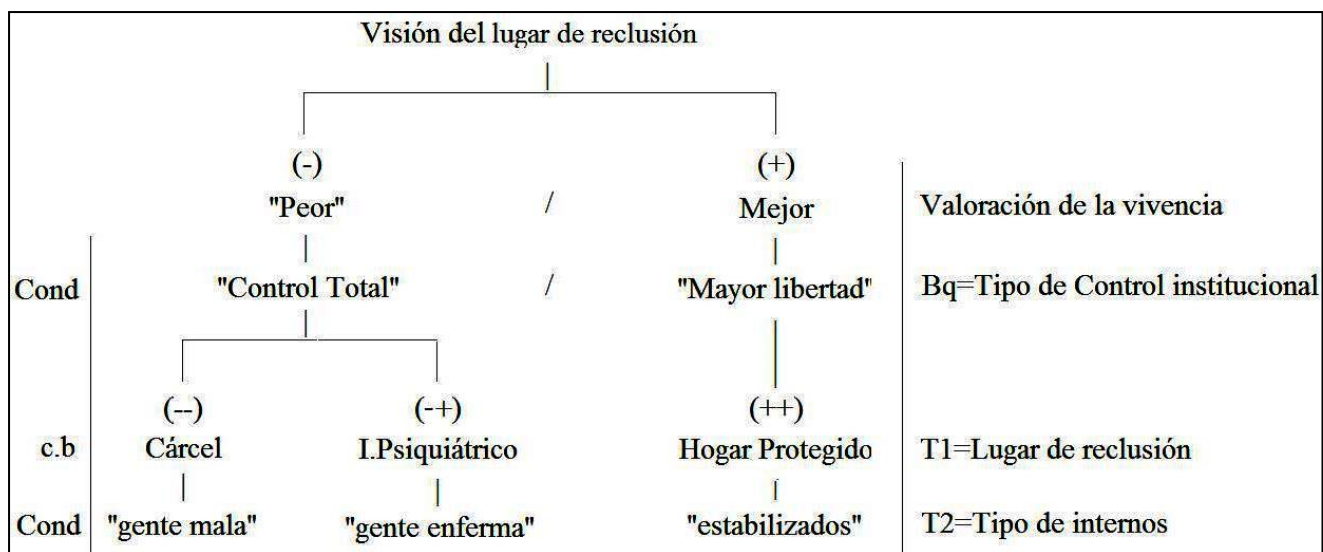 Visión del lugar de reclusión
(-) (+)
"Peor" / Mejor Valoración de la vivencia
Cond "Control Total" / "Mayor libertad" Bq=Tipo de Control institucional
(--) (-+) (++)
c.b Cárcel I.Psiquiátrico Hogar Protegido T1=Lugar de reclusión
Cond "gente mala" "gente enferma" "estabilizados" T2=Tipo de internos